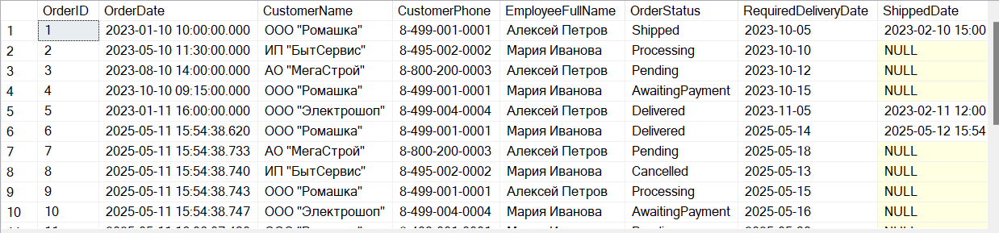 OrderID OrderDate CustomerName CustomerPhone EmployeeFullName OrderStatus RequiredDeliveryDate ShippedDate
1 1 2023-01-10 10:00:00.000 ООО "Ромашка" 8-499-001-0001 Алексей Петров Shipped 2023-10-05 2023-02-10 15:00
2 2 2023-05-10 11:30:00.000 ИП "БытСервис" 8-495-002-0002 Мария Иванова Processing 2023-10-10 NULL
3 3 2023-08-10 14:00:00.000 АО "МегаСтрой" 8-800-200-0003 Алексей Петров Pending 2023-10-12 NULL
4 4 2023-10-10 09:15:00.000 ООО "Ромашка" 8-499-001-0001 Мария Иванова AwaitingPayment 2023-10-15 NULL
5 5 2023-01-11 16:00:00.000 ООО "Электрошоп" 8-499-004-0004 Алексей Петров Delivered 2023-11-05 2023-02-11 12:00
6 6 2025-05-11 15:54:38.620 ООО "Ромашка" 8-499-001-0001 Мария Иванова Delivered 2025-05-14 2025-05-12 15:54
7 7 2025-05-11 15:54:38.733 АО "МегаСтрой" 8-800-200-0003 Алексей Петров Pending 2025-05-18 NULL
8 8 2025-05-11 15:54:38.740 ИП "БытСервис" 8-495-002-0002 Мария Иванова Cancelled 2025-05-13 NULL
9 9 2025-05-11 15:54:38.743 ООО "Ромашка" 8-499-001-0001 Алексей Петров Processing 2025-05-15 NULL
10 10 2025-05-11 15:54:38.747 ООО "Электрошоп" 8-499-004-0004 Мария Иванова AwaitingPayment 2025-05-16 NULL